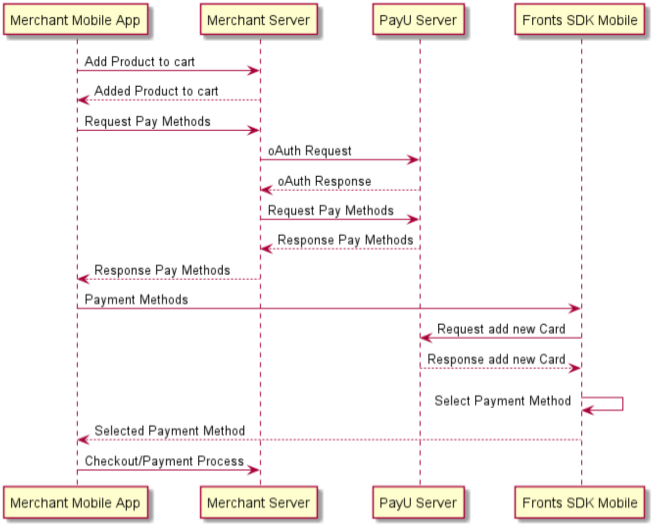 Merchant Mobile App
Merchant Server
PayU Server
Fronts SDK Mobile
Add Product to cart
Added Product to cart
Request Pay Methods
oAuth Request
oAuth Response
Request Pay Methods
Response Pay Methods
Response Pay Methods
Payment Methods
Request add new Card
Response add new Card
Select Payment Method
Selected Payment Method
Checkout/Payment Process
Merchant Mobile App
Merchant Server
PayU Server
Fronts SDK Mobile